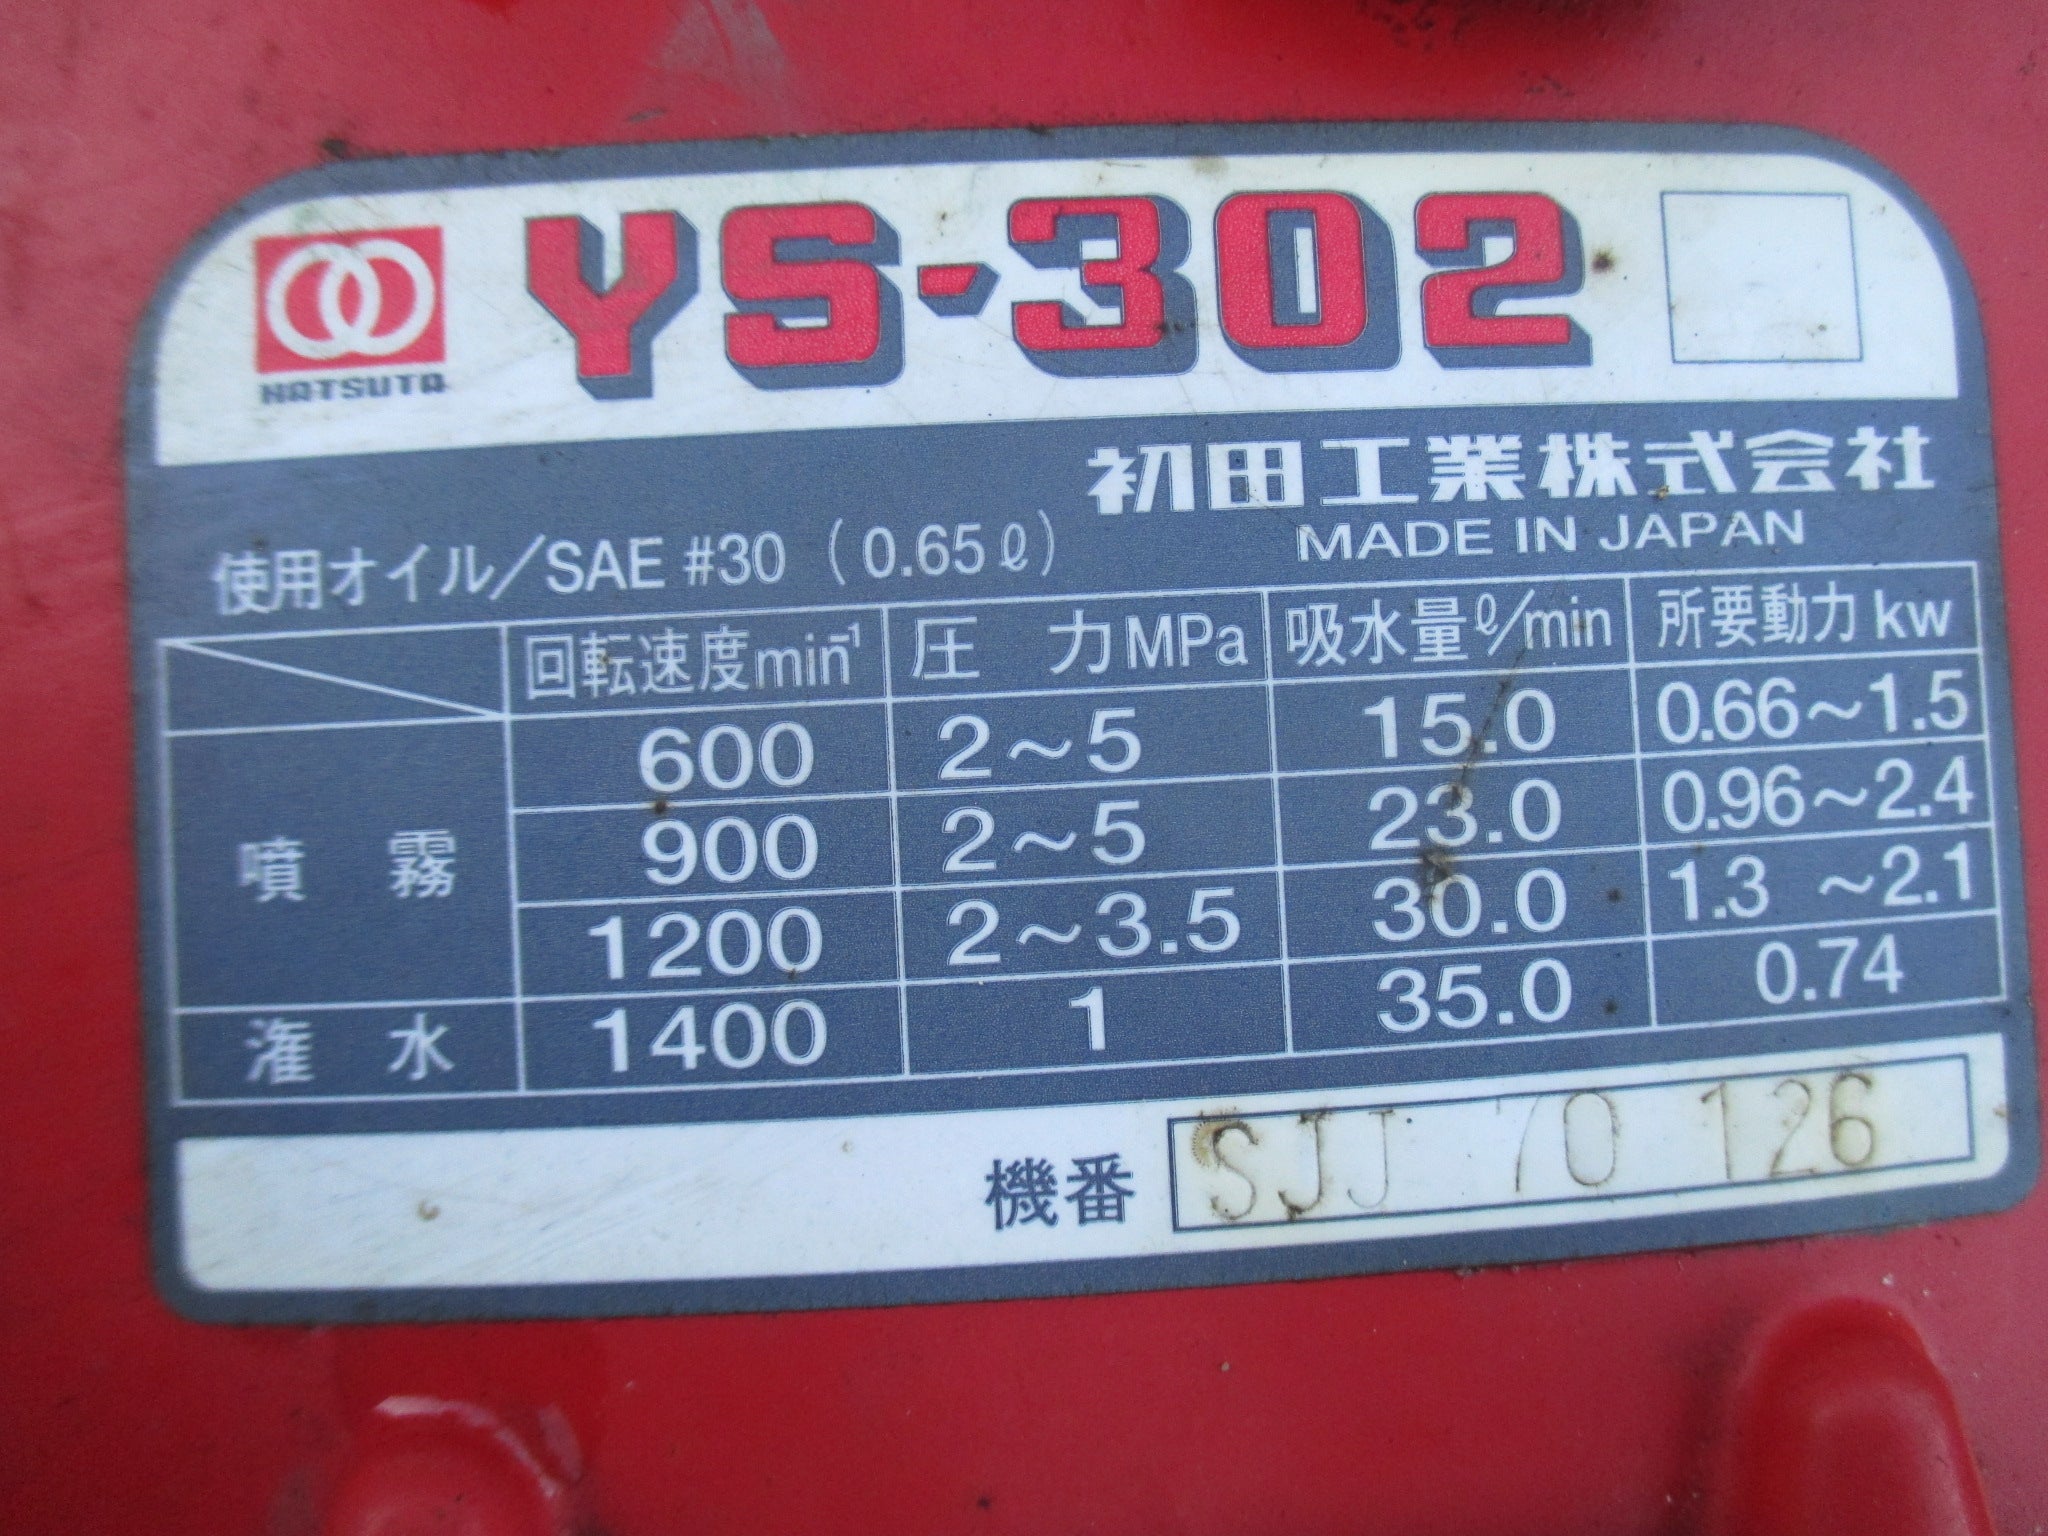 HATSUTA
YS-302
初田工業株式会社
MADE IN JAPAN
使用オイル/SAE #30 (0.65ℓ)
回転速度min⁻¹ 圧 力MPa 吸水量ℓ/min 所要動力kw
噴 霧
600 2~5 15.0 0.66~1.5
900 2~5 23.0 0.96~2.4
1200 2~3.5 30.0 1.3 ~2.1
潅 水 1400 1 35.0 0.74
機番 SJJ 70 126